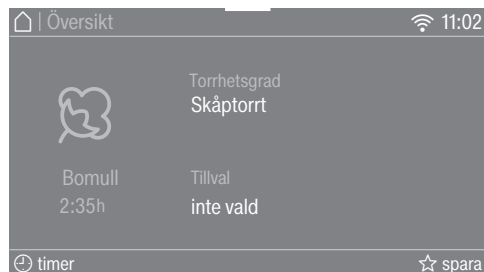 | Översikt 11:02
Torrhetsgrad
Skåptorrt
Bomull
2:35h
Tillval
inte vald
timer
spara